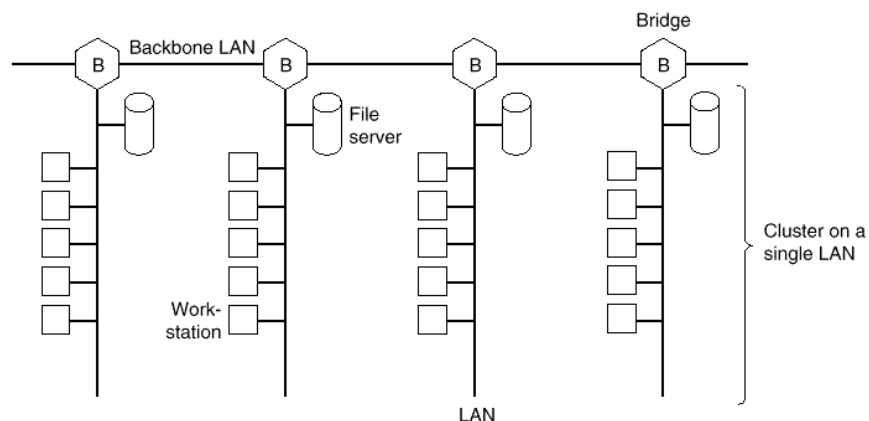 Bridge
Backbone LAN
B
B
B
B
File
server
Cluster on a
single LAN
Work-
station
LAN